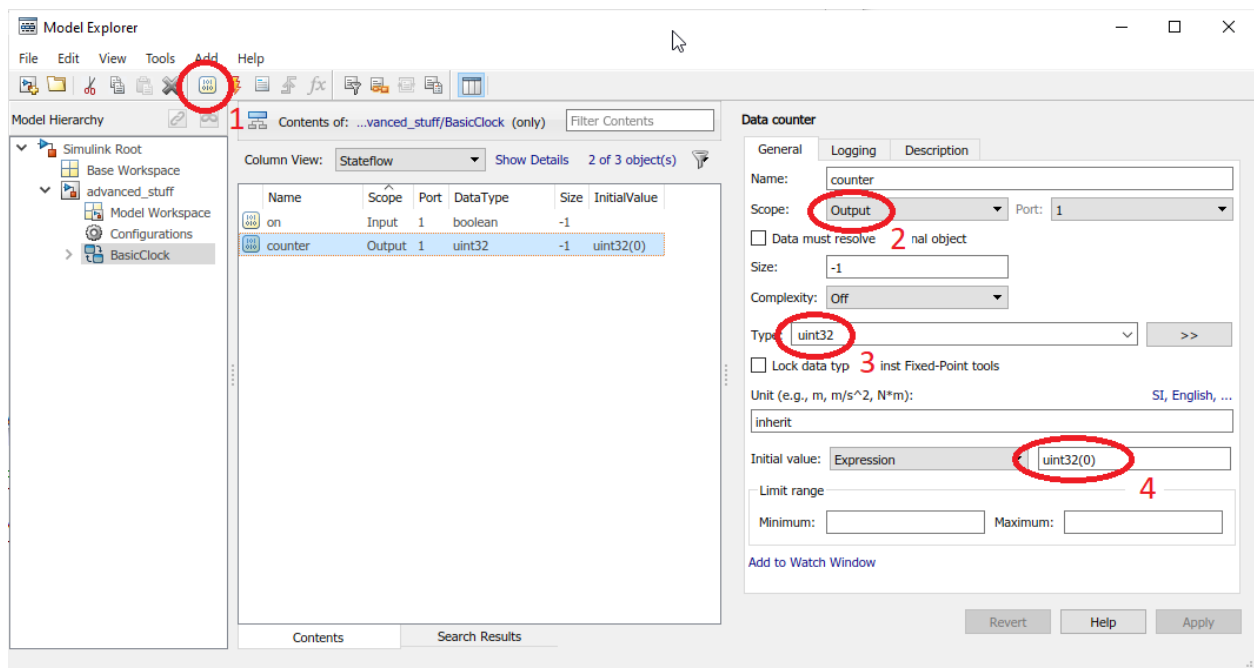 Model Explorer
File Edit View Tools Add Help
fx
Model Hierarchy
1
Contents of: ...vanced_stuff/BasicClock (only) Filter Contents
Simulink Root
Base Workspace
advanced_stuff
Model Workspace
Configurations
BasicClock
Column View: Stateflow Show Details 2 of 3 object(s)
Name Scope Port DataType Size InitialValue
on Input 1 boolean -1
counter Output 1 uint32 -1 uint32(0)
Contents Search Results
Data counter
General Logging Description
Name: counter
Scope: Output Port: 1
Data must resolve 2 nal object
Size: -1
Complexity: Off
Type: uint32 >>
Lock data typ 3 inst Fixed-Point tools
Unit (e.g., m, m/s^2, N*m): SI, English, ...
inherit
Initial value: Expression uint32(0)
4
Limit range
Minimum: Maximum:
Add to Watch Window
Revert Help Apply